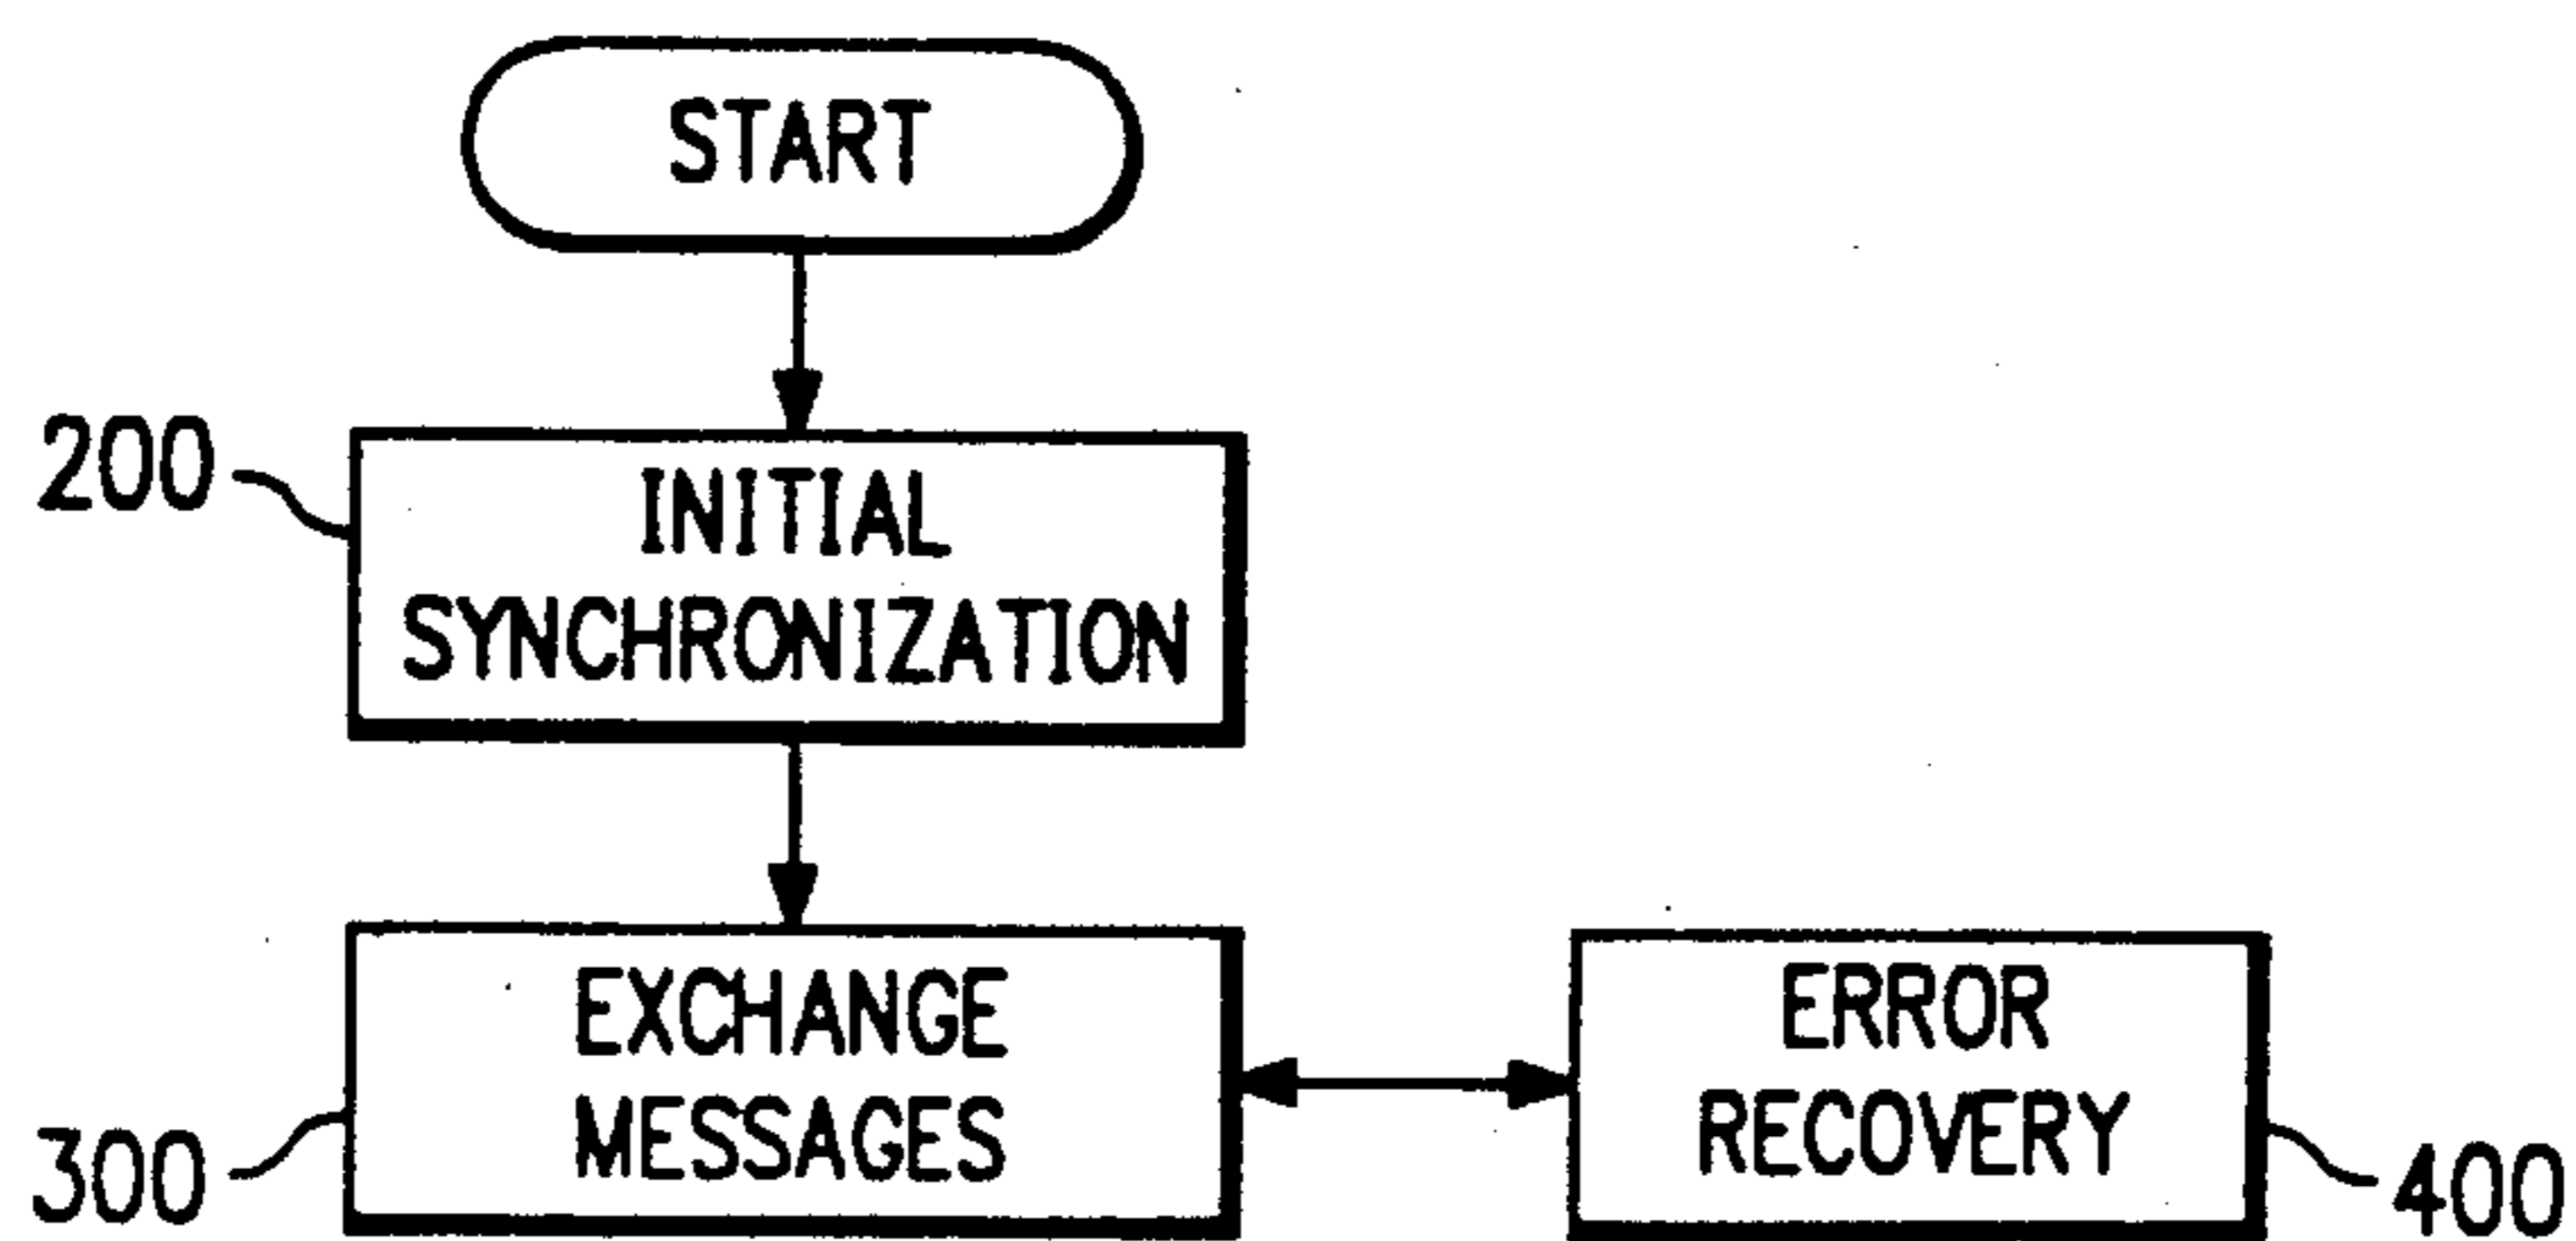 START
200
INITIAL
SYNCHRONIZATION
EXCHANGE
MESSAGES
300
ERROR
RECOVERY
400